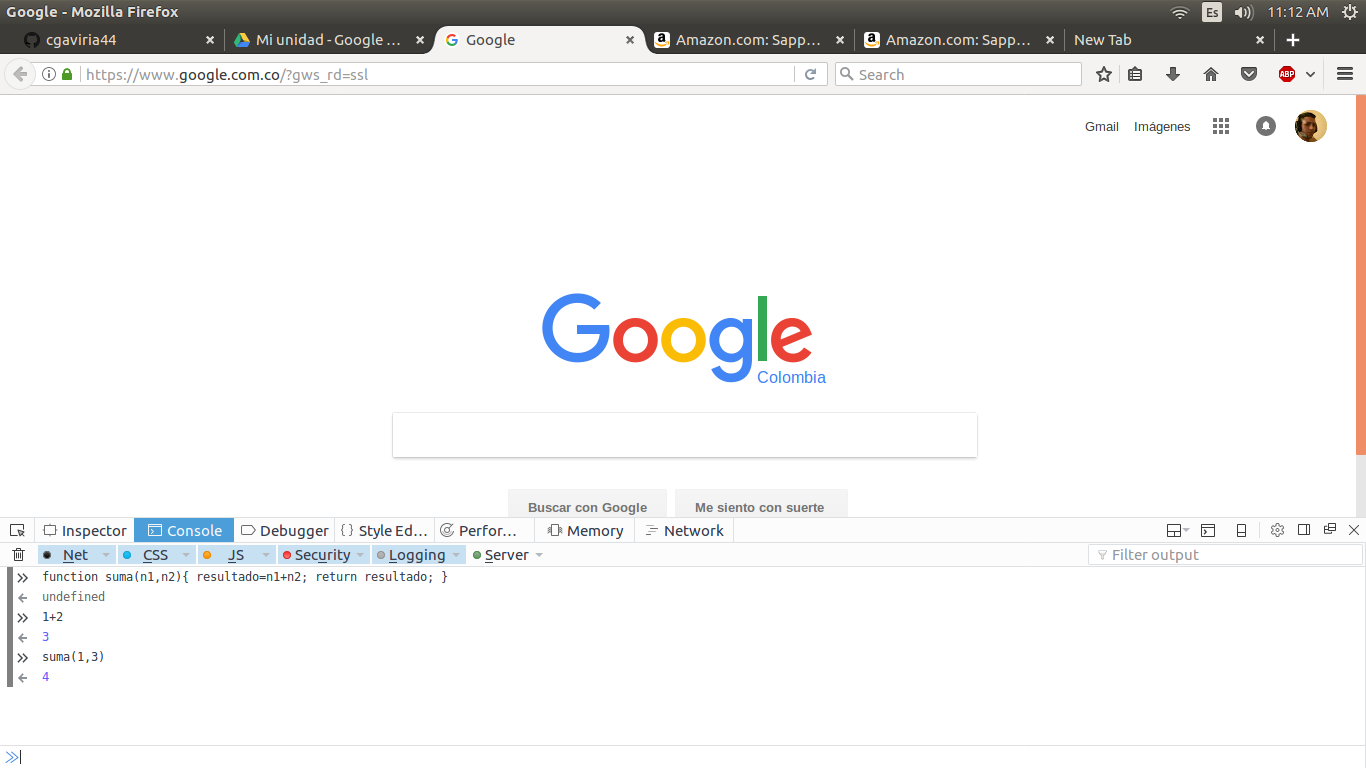 Google - Mozilla Firefox
Es
11:12 AM
cgaviria44
Mi unidad - Google ...
Google
Amazon.com: Sapp...
Amazon.com: Sapp...
New Tab
https://www.google.com.co/?gws_rd=ssl
Search
ABP
Gmail
Imágenes
Google
Colombia
Buscar con Google
Me siento con suerte
Inspector
Console
Debugger
{ } Style Ed...
Perfor...
Memory
Network
Net
CSS
JS
Security
Logging
Server
Filter output
function suma(n1,n2){ resultado=n1+n2; return resultado; }
undefined
1+2
3
suma(1,3)
4